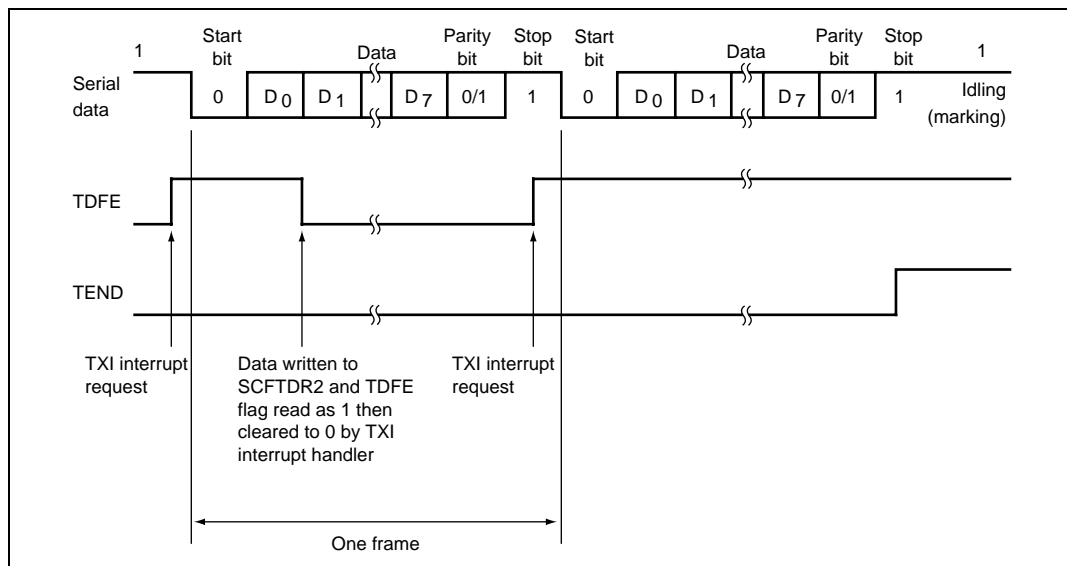 1 Start bit Data Parity bit Stop bit Start bit Data Parity bit Stop bit 1
Serial data 0 D0 D1 D7 0/1 1 0 D0 D1 D7 0/1 1 Idling (marking)
TDFE
TEND
TXI interrupt request
Data written to
SCFTDR2 and TDFE
flag read as 1 then
cleared to 0 by TXI
interrupt handler
TXI interrupt
request
One frame